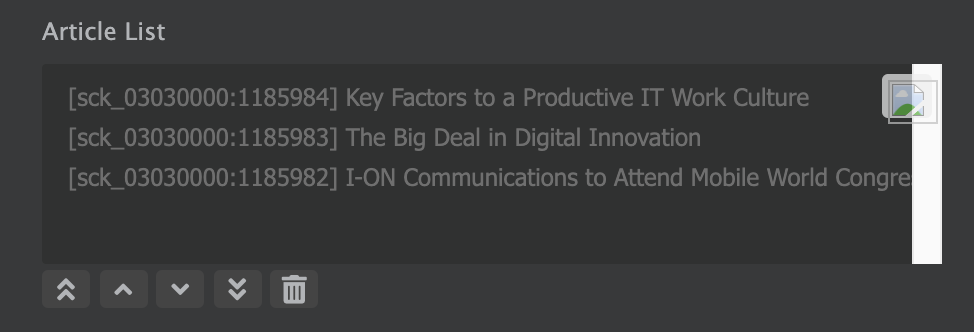 Article List
[sck_03030000:1185984] Key Factors to a Productive IT Work Culture
[sck_03030000:1185983] The Big Deal in Digital Innovation
[sck_03030000:1185982] I-ON Communications to Attend Mobile World Congres